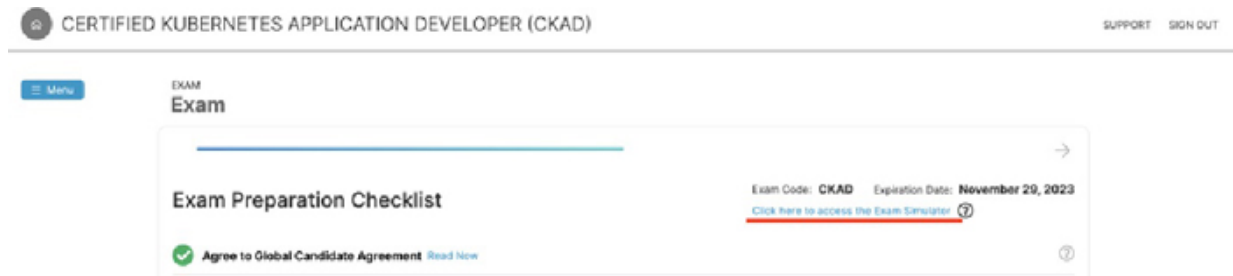 CERTIFIED KUBERNETES APPLICATION DEVELOPER (CKAD)
SUPPORT SIGN OUT
Menu
EXAM
Exam
Exam Preparation Checklist
Exam Code: CKAD Expiration Date: November 29, 2023
Click here to access the Exam Simulator
Agree to Global Candidate Agreement Read Now